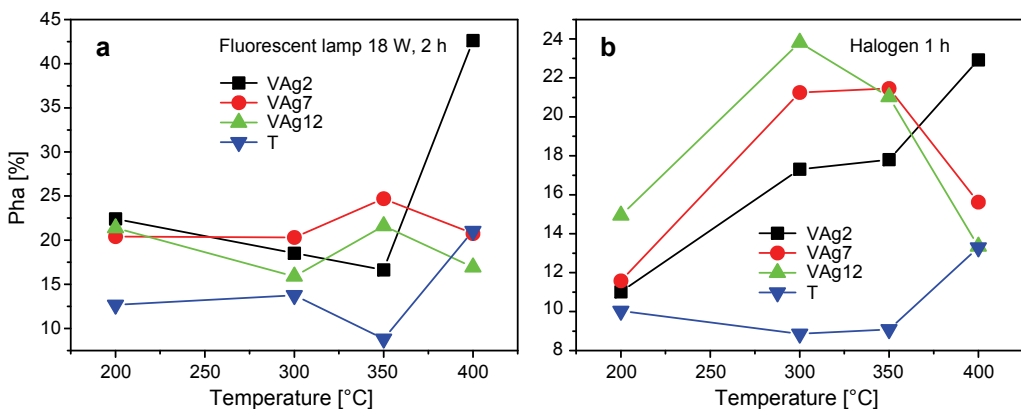 a
Fluorescent lamp 18 W, 2 h
VAg2
VAg7
VAg12
T
45
40
35
30
25
20
15
10
Pha [%]
200
250
300
350
400
Temperature [°C]
b
Halogen 1 h
VAg2
VAg7
VAg12
T
24
22
20
18
16
14
12
10
8
200
250
300
350
400
Temperature [°C]